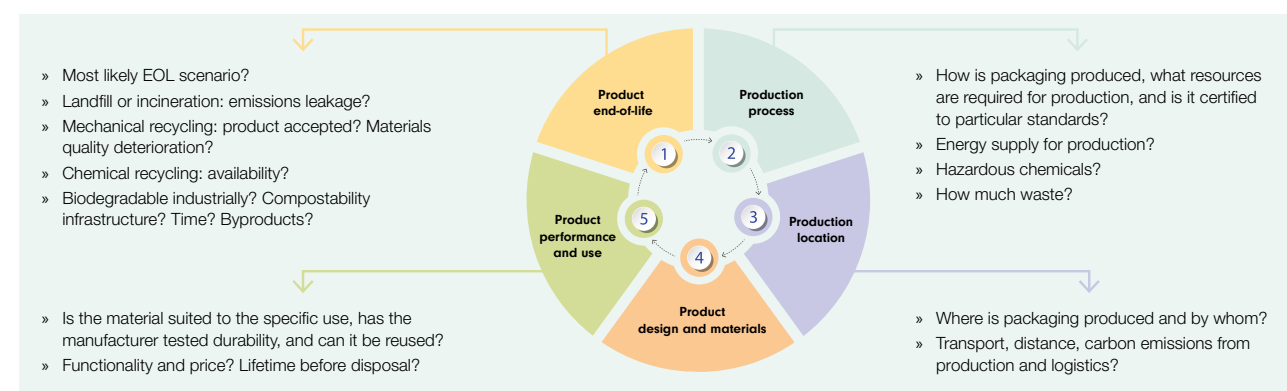 » Most likely EOL scenario?
» Landfill or incineration: emissions leakage?
» Mechanical recycling: product accepted? Materials
quality deterioration?
» Chemical recycling: availability?
» Biodegradable industrially? Compostability
infrastructure? Time? Byproducts?
Product
end-of-life
Production
process
» How is packaging produced, what resources
are required for production, and is it certified
to particular standards?
» Energy supply for production?
» Hazardous chemicals?
» How much waste?
1
2
3
4
5
Product
performance
and use
Production
location
Product
design and materials
» Is the material suited to the specific use, has the
manufacturer tested durability, and can it be reused?
» Functionality and price? Lifetime before disposal?
» Where is packaging produced and by whom?
» Transport, distance, carbon emissions from
production and logistics?